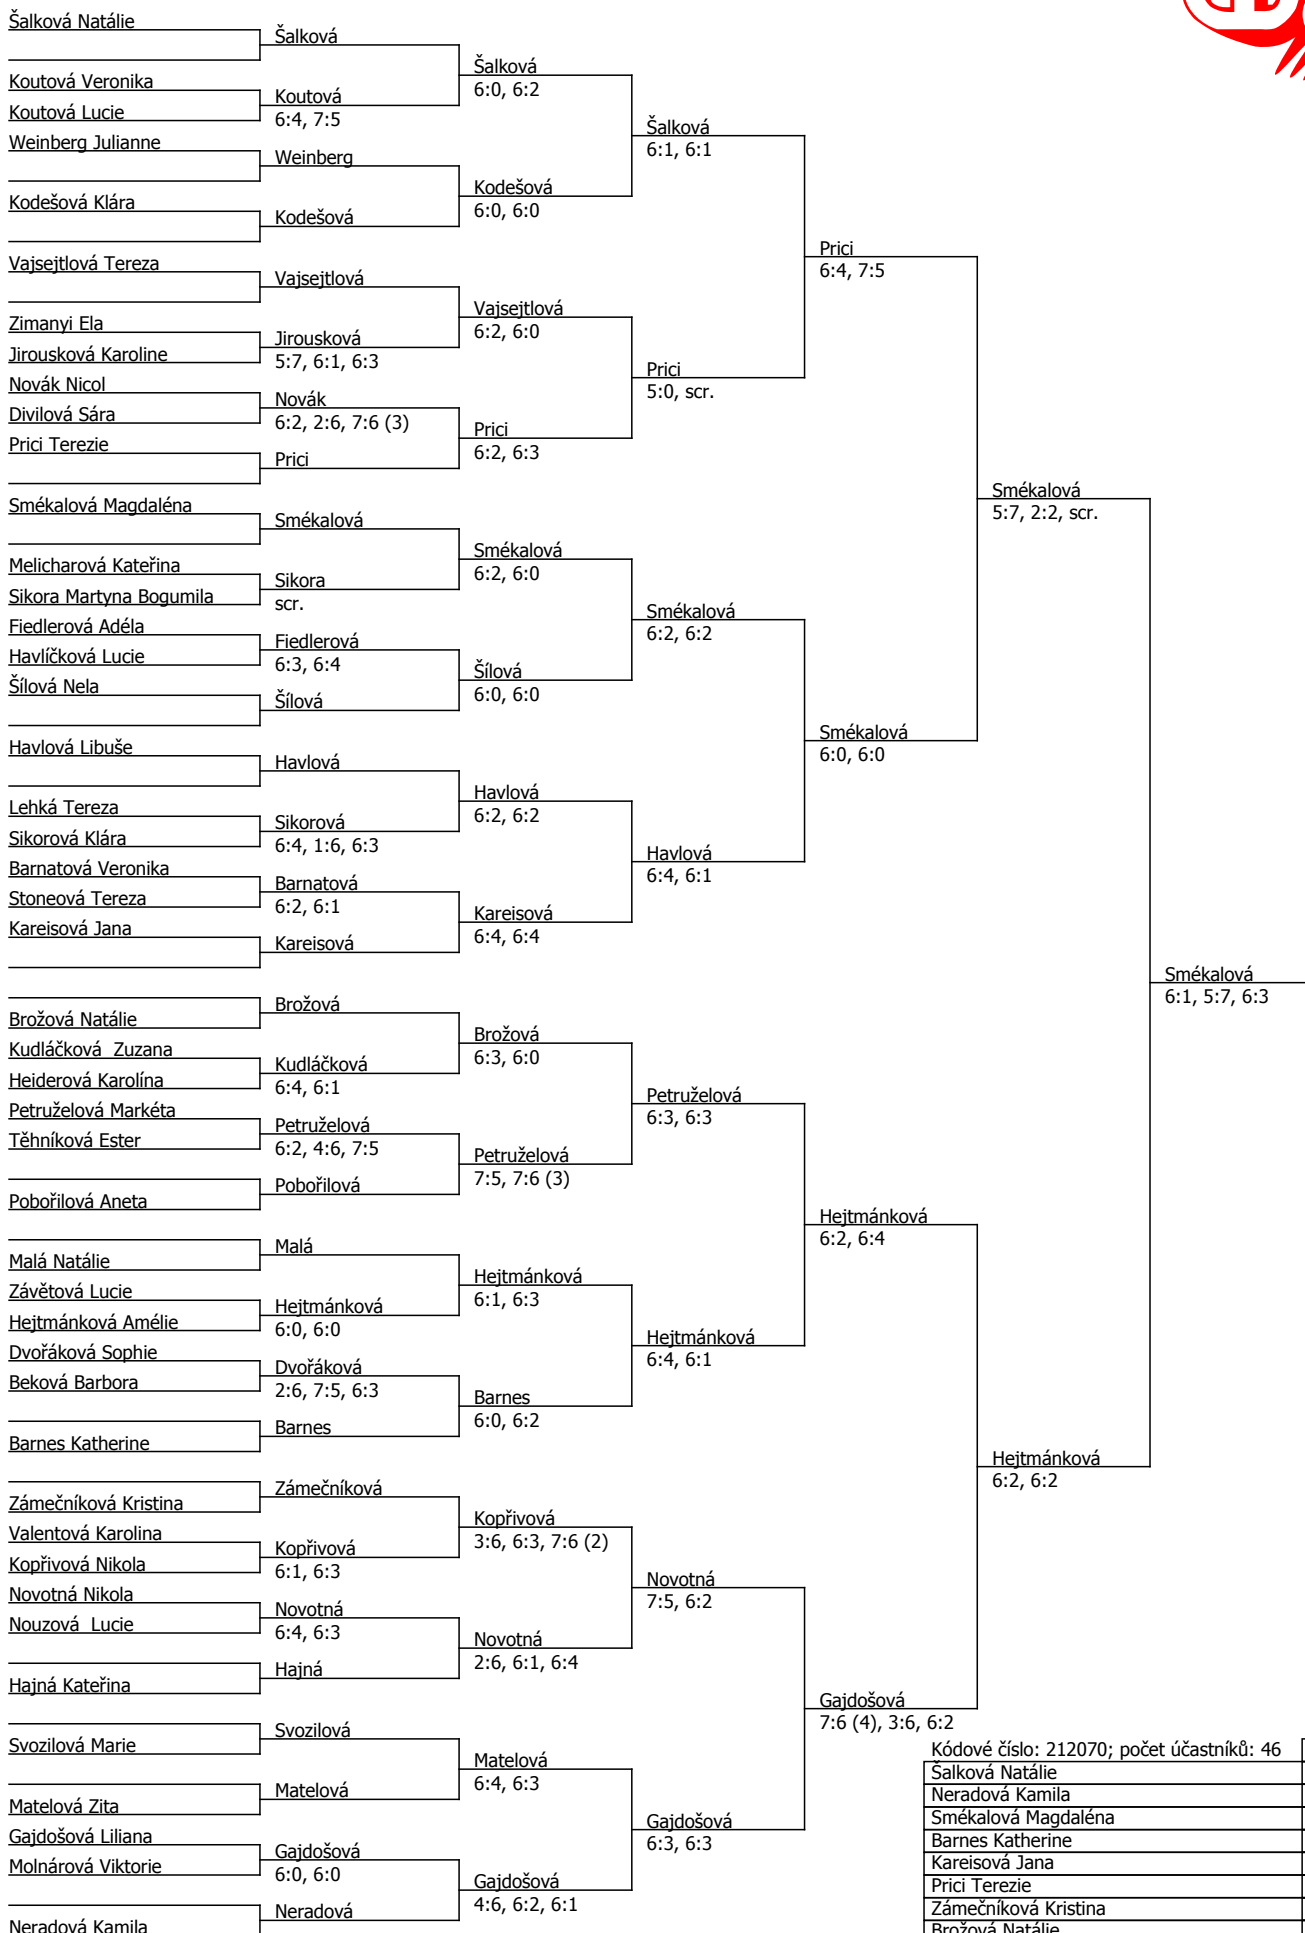 Šalková Natálie
Koutová Veronika
Koutová Lucie
Weinberg Julianne
Kodešová Klára
Vajsejtlová Tereza
Zimanyi Ela
Jirousková Karoline
Novák Nicol
Divilová Sára
Prici Terezie
Smékalová Magdaléna
Melicharová Kateřina
Sikora Martyna Bogumila
Fiedlerová Adéla
Havlíčková Lucie
Šílová Nela
Havlová Libuše
Lehká Tereza
Sikorová Klára
Barnatová Veronika
Stoneová Tereza
Kareisová Jana
Brožová Natálie
Kudláčková  Zuzana
Heiderová Karolína
Petruželová Markéta
Těhníková Ester
Pobořilová Aneta
Malá Natálie
Závětová Lucie
Hejtmánková Amélie
Dvořáková Sophie
Beková Barbora
Barnes Katherine
Zámečníková Kristina
Valentová Karolina
Kopřivová Nikola
Novotná Nikola
Nouzová  Lucie
Hajná Kateřina
Svozilová Marie
Matelová Zita
Gajdošová Liliana
Molnárová Viktorie
Neradová Kamila
Šalková
Koutová
6:4, 7:5
Weinberg
Kodešová
Vajsejtlová
Jirousková
5:7, 6:1, 6:3
Novák
6:2, 2:6, 7:6 (3)
Prici
Smékalová
Sikora
scr.
Fiedlerová
6:3, 6:4
Šílová
Havlová
Sikorová
6:4, 1:6, 6:3
Barnatová
6:2, 6:1
Kareisová
Brožová
Kudláčková
6:4, 6:1
Petruželová
6:2, 4:6, 7:5
Pobořilová
Malá
Hejtmánková
6:0, 6:0
Dvořáková
2:6, 7:5, 6:3
Barnes
Zámečníková
Kopřivová
6:1, 6:3
Novotná
6:4, 6:3
Hajná
Svozilová
Matelová
Gajdošová
6:0, 6:0
Neradová
Šalková
6:0, 6:2
Kodešová
6:0, 6:0
Vajsejtlová
6:2, 6:0
Prici
6:2, 6:3
Smékalová
6:2, 6:0
Šílová
6:0, 6:0
Havlová
6:2, 6:2
Kareisová
6:4, 6:4
Brožová
6:3, 6:0
Petruželová
7:5, 7:6 (3)
Hejtmánková
6:1, 6:3
Barnes
6:0, 6:2
Kopřivová
3:6, 6:3, 7:6 (2)
Novotná
2:6, 6:1, 6:4
Matelová
6:4, 6:3
Gajdošová
4:6, 6:2, 6:1
Šalková
6:1, 6:1
Prici
5:0, scr.
Smékalová
6:2, 6:2
Havlová
6:4, 6:1
Petruželová
6:3, 6:3
Hejtmánková
6:4, 6:1
Novotná
7:5, 6:2
Gajdošová
6:3, 6:3
Prici
6:4, 7:5
Smékalová
6:0, 6:0
Hejtmánková
6:2, 6:4
Gajdošová
7:6 (4), 3:6, 6:2
Smékalová
5:7, 2:2, scr.
Hejtmánková
6:2, 6:2
Smékalová
6:1, 5:7, 6:3
Kódové číslo: 212070; počet účastníků: 46
Šalková Natálie
Neradová Kamila
Smékalová Magdaléna
Barnes Katherine
Kareisová Jana
Prici Terezie
Zámečníková Kristina
Brožová Natálie